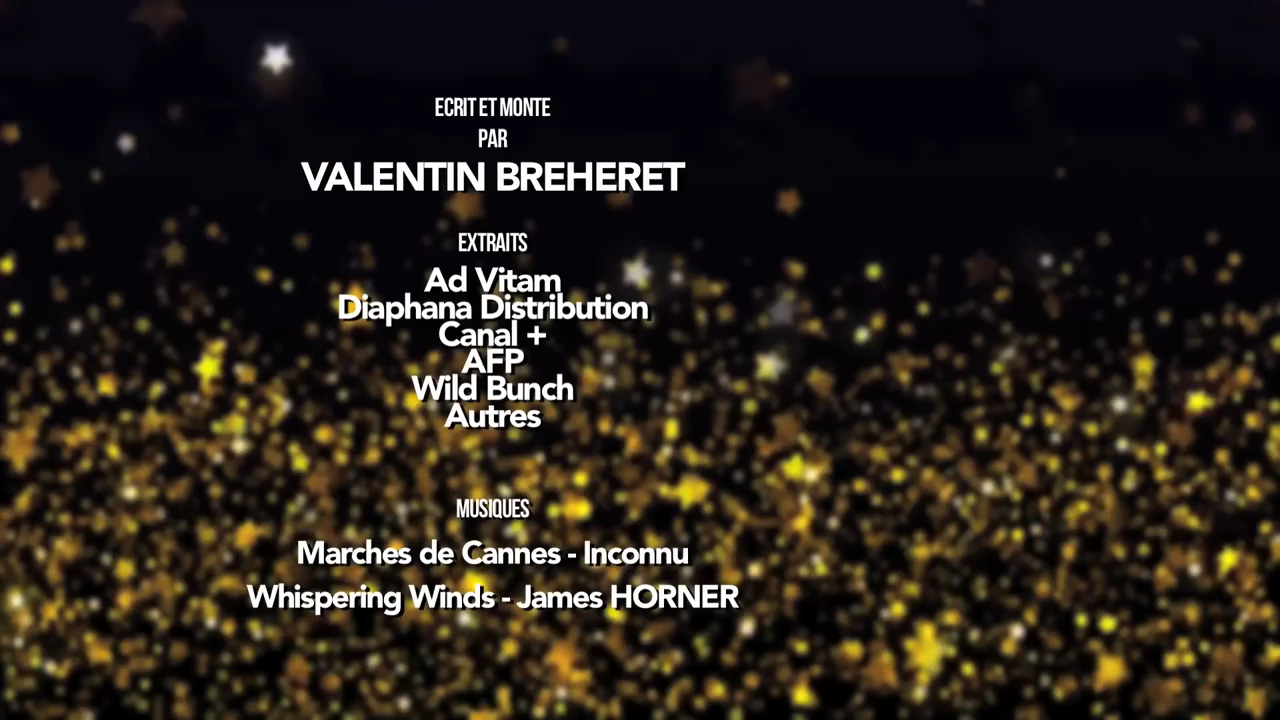 ECRIT ET MONTE
PAR
VALENTIN BREHERET
EXTRAITS
Ad Vitam
Diaphana Distribution
Canal +
AFP
Wild Bunch
Autres
MUSIQUES
Marches de Cannes - Inconnu
Whispering Winds - James HORNER